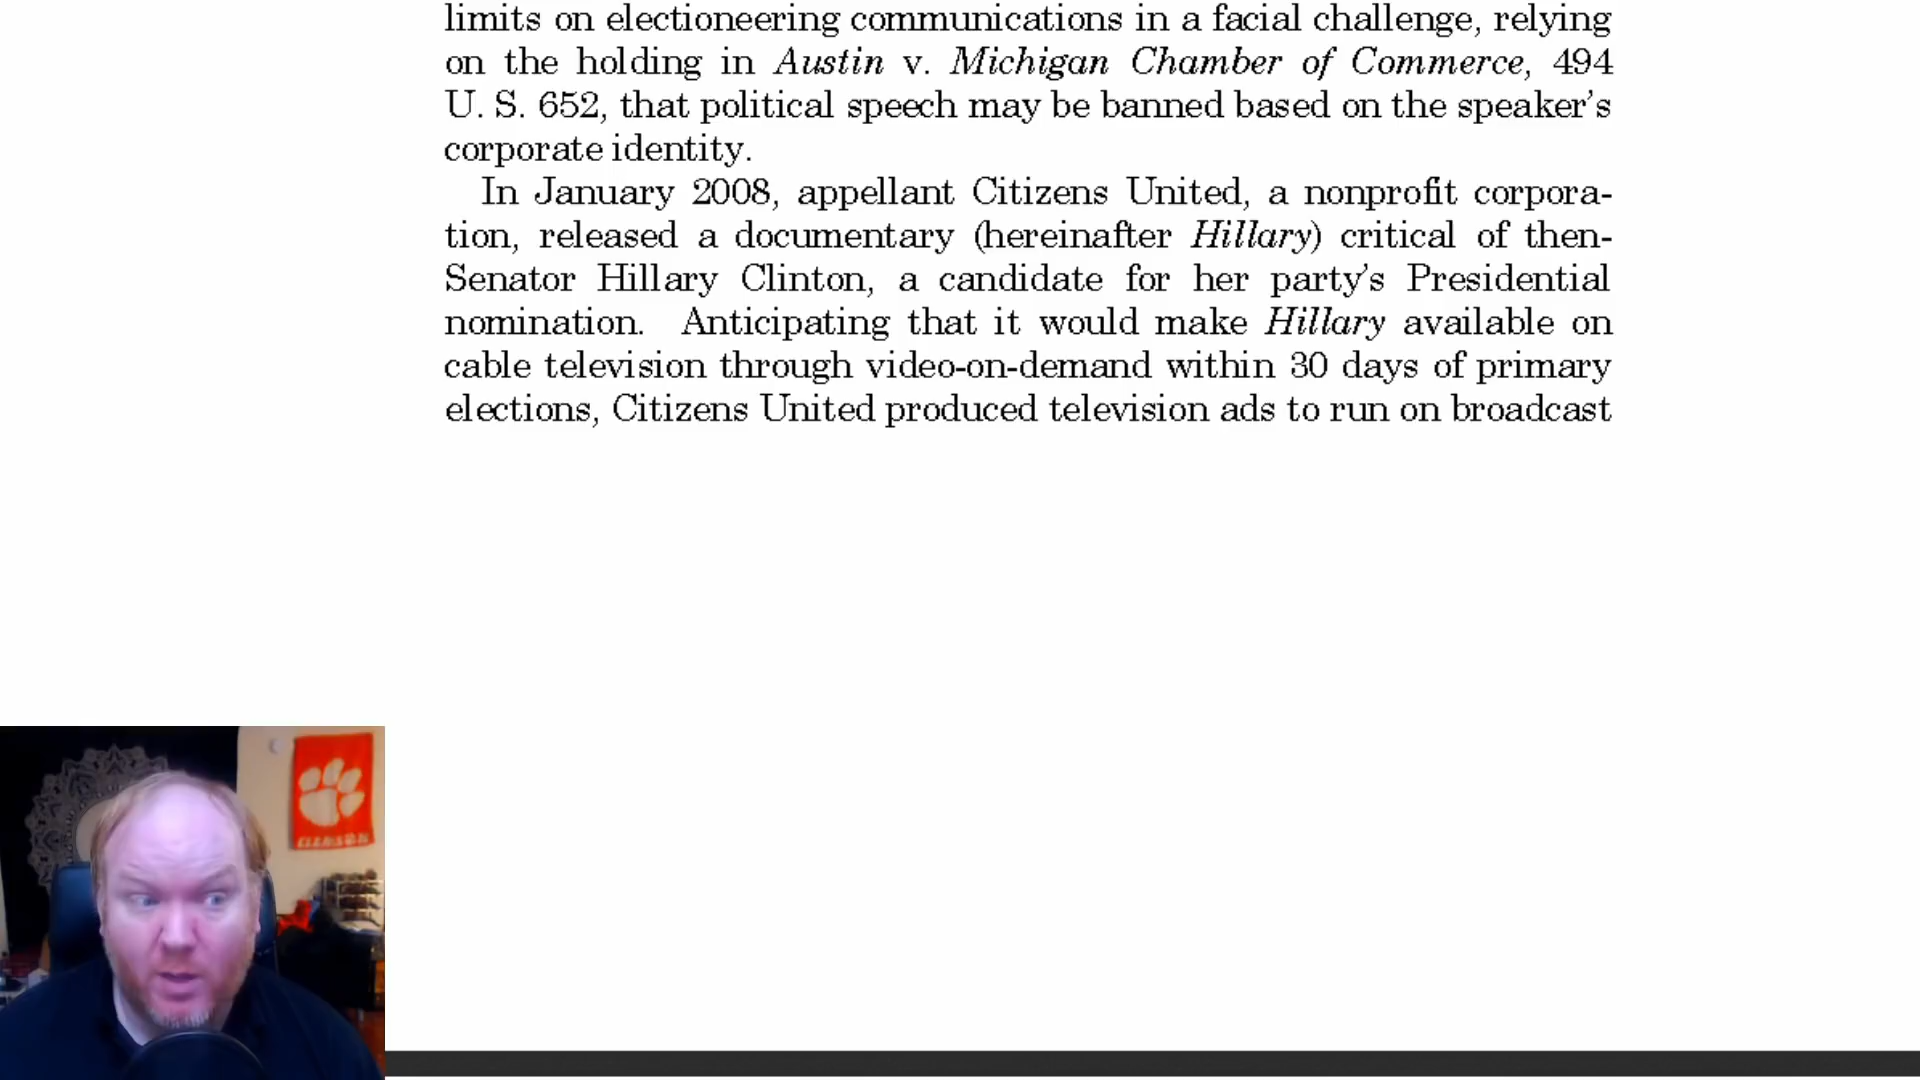 limits on electioneering communications in a facial challenge, relying
on the holding in Austin v. Michigan Chamber of Commerce, 494
U. S. 652, that political speech may be banned based on the speaker's
corporate identity.
In January 2008, appellant Citizens United, a nonprofit corpora-
tion, released a documentary (hereinafter Hillary) critical of then-
Senator Hillary Clinton, a candidate for her party's Presidential
nomination. Anticipating that it would make Hillary available on
cable television through video-on-demand within 30 days of primary
elections, Citizens United produced television ads to run on broadcast
CLEMSON